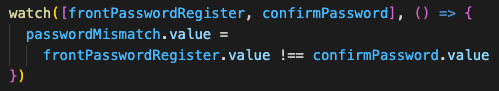 watch([frontPasswordRegister, confirmPassword], () => {
  passwordMismatch.value =
    frontPasswordRegister.value !== confirmPassword.value
})